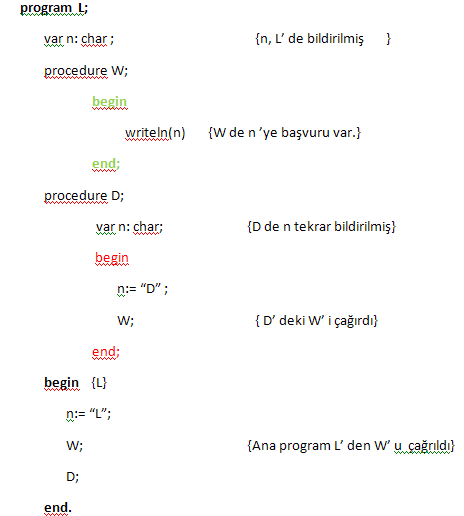 program L;
var n: char ; {n, L’ de bildirilmiş }
procedure W;
begin
writeln(n) {W de n ’ye başvuru var.}
end;
procedure D;
var n: char; {D de n tekrar bildirilmiş}
begin
n:= “D” ;
W; { D’ deki W’ i çağırdı}
end;
begin {L}
n:= “L”;
W; {Ana program L’ den W’ u çağrıldı}
D;
end.